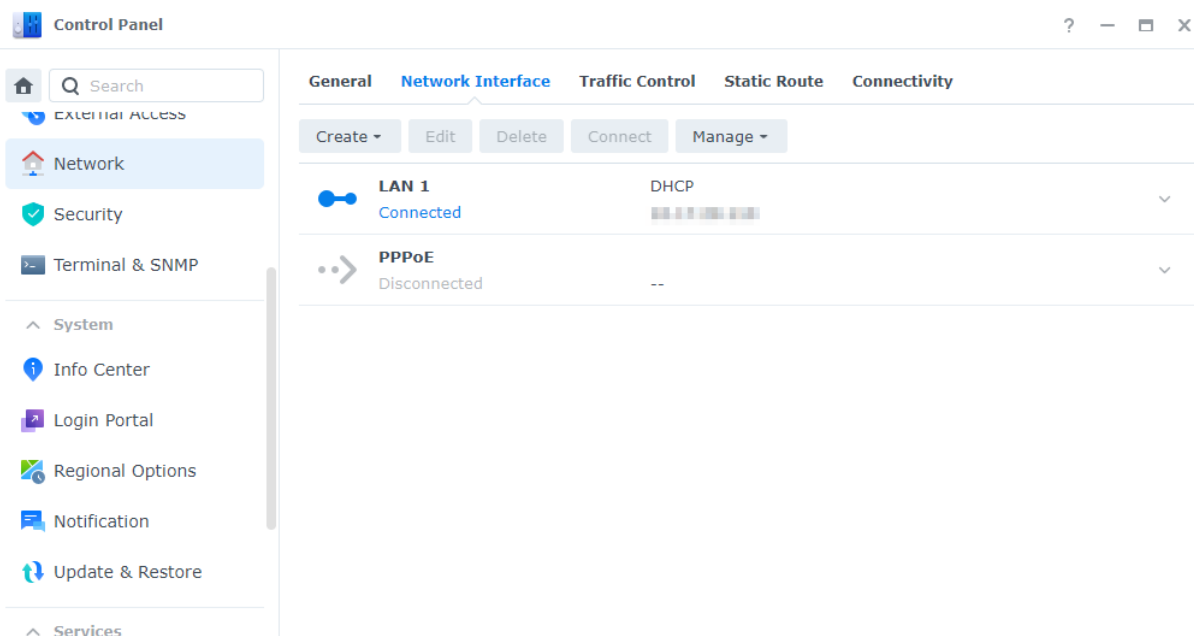 Control Panel
?
Search
External Access
Network
Security
Terminal & SNMP
System
Info Center
Login Portal
Regional Options
Notification
Update & Restore
Services
General Network Interface Traffic Control Static Route Connectivity
Create Edit Delete Connect Manage
LAN 1 DHCP
Connected
PPPoE
Disconnected --